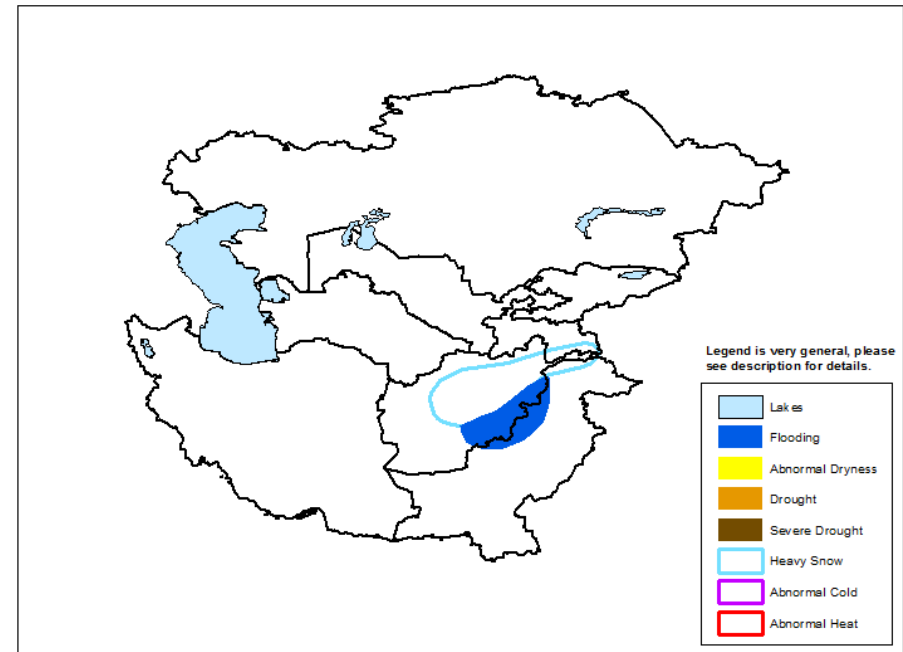 Legend is very general, please
see description for details.
Lakes
Flooding
Abnormal Dryness
Drought
Severe Drought
Heavy Snow
Abnormal Cold
Abnormal Heat